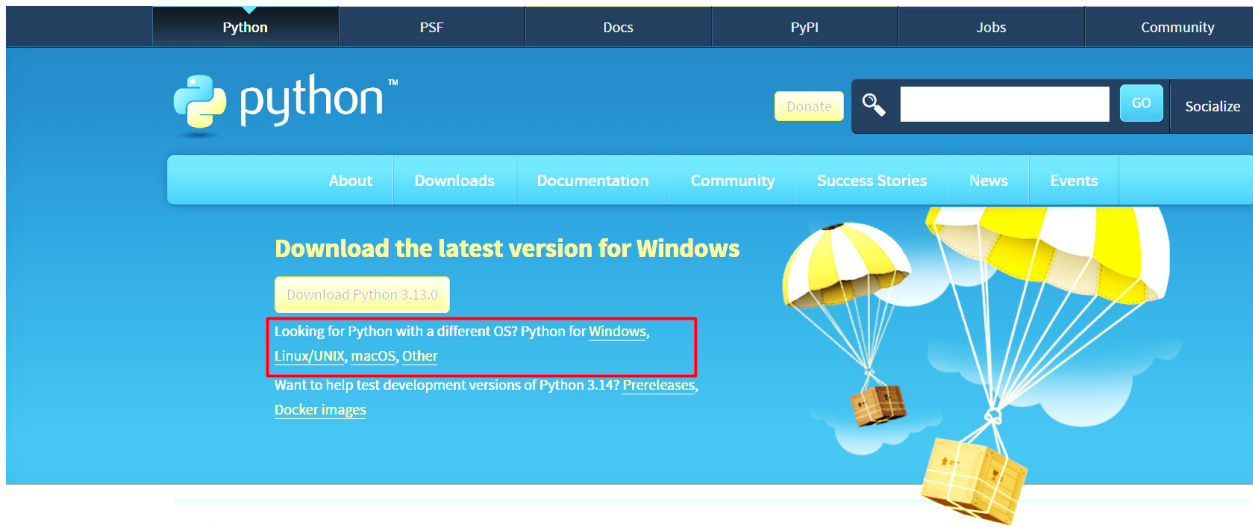 Python PSF Docs PyPI Jobs Community
python™
Donate GO Socialize
About Downloads Documentation Community Success Stories News Events
Download the latest version for Windows
Download Python 3.13.0
Looking for Python with a different OS? Python for Windows,
Linux/UNIX, macOS, Other
Want to help test development versions of Python 3.14? Prereleases,
Docker images